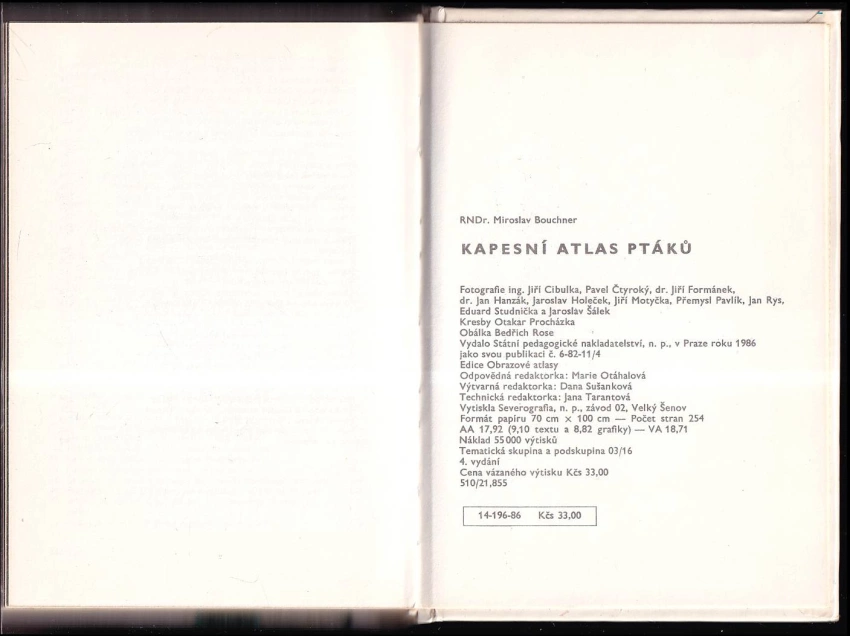 RNDr. Miroslav Bouchner
KAPESNÍ ATLAS PTÁKŮ
Fotografie ing. Jiří Cibulka, Pavel Čtyroký, dr. Jiří Formánek,
dr. Jan Hanzák, Jaroslav Holeček, Jiří Motyčka, Přemysl Pavlík, Jan Rys,
Eduard Studnička a Jaroslav Šálek
Kresby Otakar Procházka
Obálka Bedřich Rose
Vydalo Státní pedagogické nakladatelství, n. p., v Praze roku 1986
jako svou publikaci č. 6-82-11/4
Edice Obrazové atlasy
Odpovědná redaktorka: Marie Otáhalová
Výtvarná redaktorka: Dana Sušanková
Technická redaktorka: Jana Tarantová
Vytiskla Severografia, n. p., závod 02, Velký Šenov
Formát papíru 70 cm × 100 cm — Počet stran 254
AA 17,92 (9,10 textu a 8,82 grafiky) — VA 18,71
Náklad 55 000 výtisků
Tematická skupina a podskupina 03/16
4. vydání
Cena vázaného výtisku Kčs 33,00
510/21,855
14-196-86 Kčs 33,00